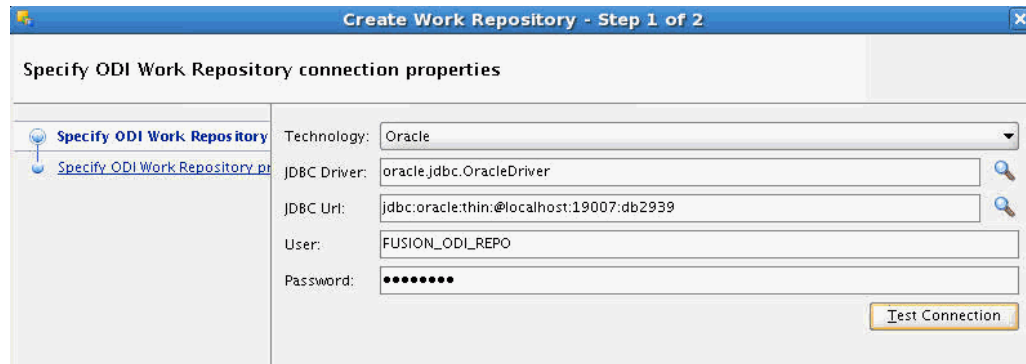 Create Work Repository - Step 1 of 2
Specify ODI Work Repository connection properties
Specify ODI Work Repository
Specify ODI Work Repository pr
Technology: Oracle
JDBC Driver: oracle.jdbc.OracleDriver
JDBC Url: jdbc:oracle:thin:@localhost:19007:db2939
User: FUSION_ODI_REPO
Password: ●●●●●●●●
Test Connection